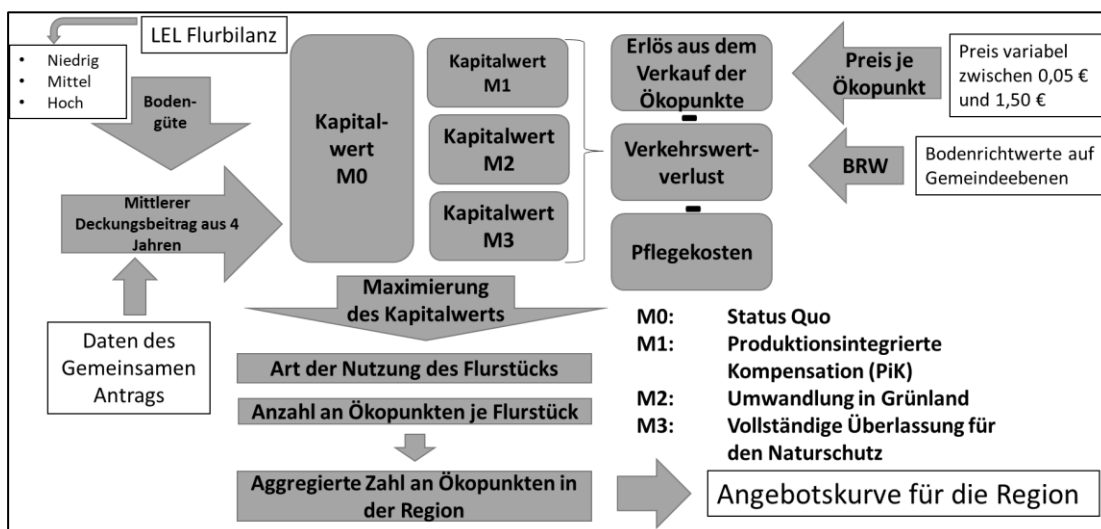 LEL Flurbilanz
• Niedrig
• Mittel
• Hoch
Boden-
güte
Mittlerer
Deckungsbeitrag aus 4
Jahren
Daten des
Gemeinsamen
Antrags
Kapital-
wert
M0
Kapitalwert
M1
Kapitalwert
M2
Kapitalwert
M3
Erlös aus dem
Verkauf der
Ökopunkte
-
Verkehrswert-
verlust
-
Pflegekosten
Preis je
Ökopunkt
Preis variabel
zwischen 0,05 €
und 1,50 €
BRW
Bodenrichtwerte auf
Gemeindeebenen
Maximierung
des Kapitalwerts
Art der Nutzung des Flurstücks
Anzahl an Ökopunkten je Flurstück
Aggregierte Zahl an Ökopunkten in
der Region
M0: Status Quo
M1: Produktionsintegrierte
Kompensation (PiK)
M2: Umwandlung in Grünland
M3: Vollständige Überlassung für
den Naturschutz
Angebotskurve für die Region